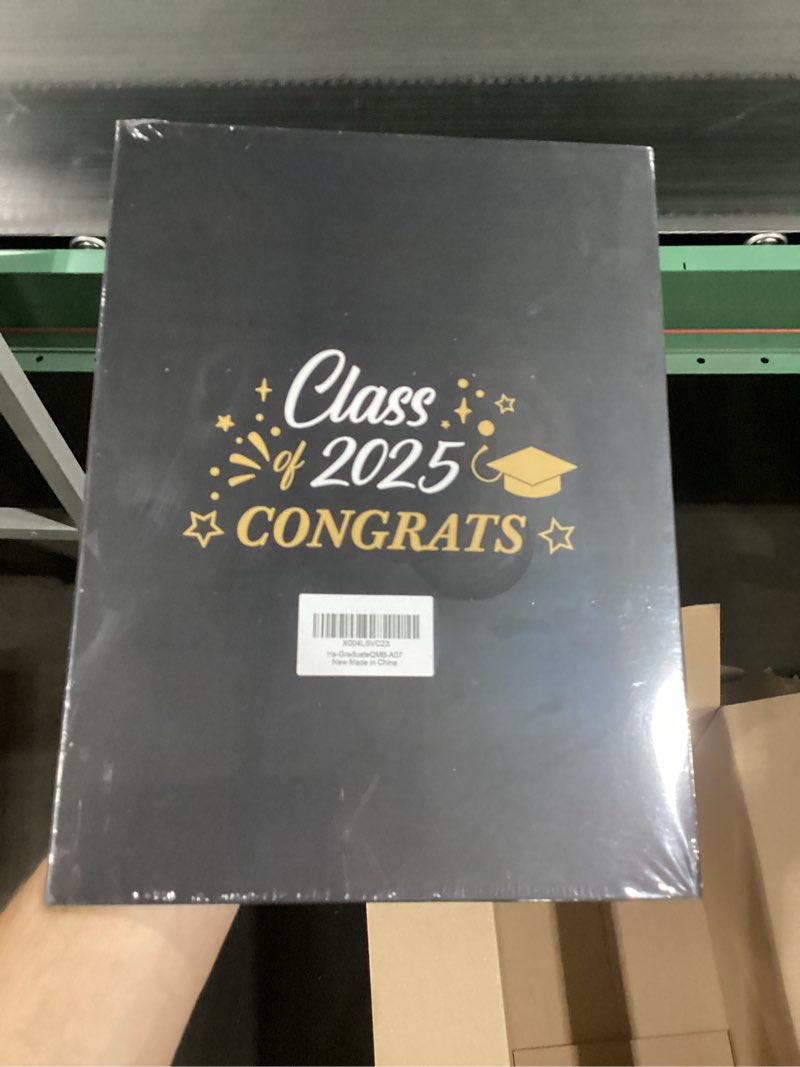 Class
of 2025
CONGRATS
X004LSVC23
Ha-GraduateQMB-A07
New Made in China